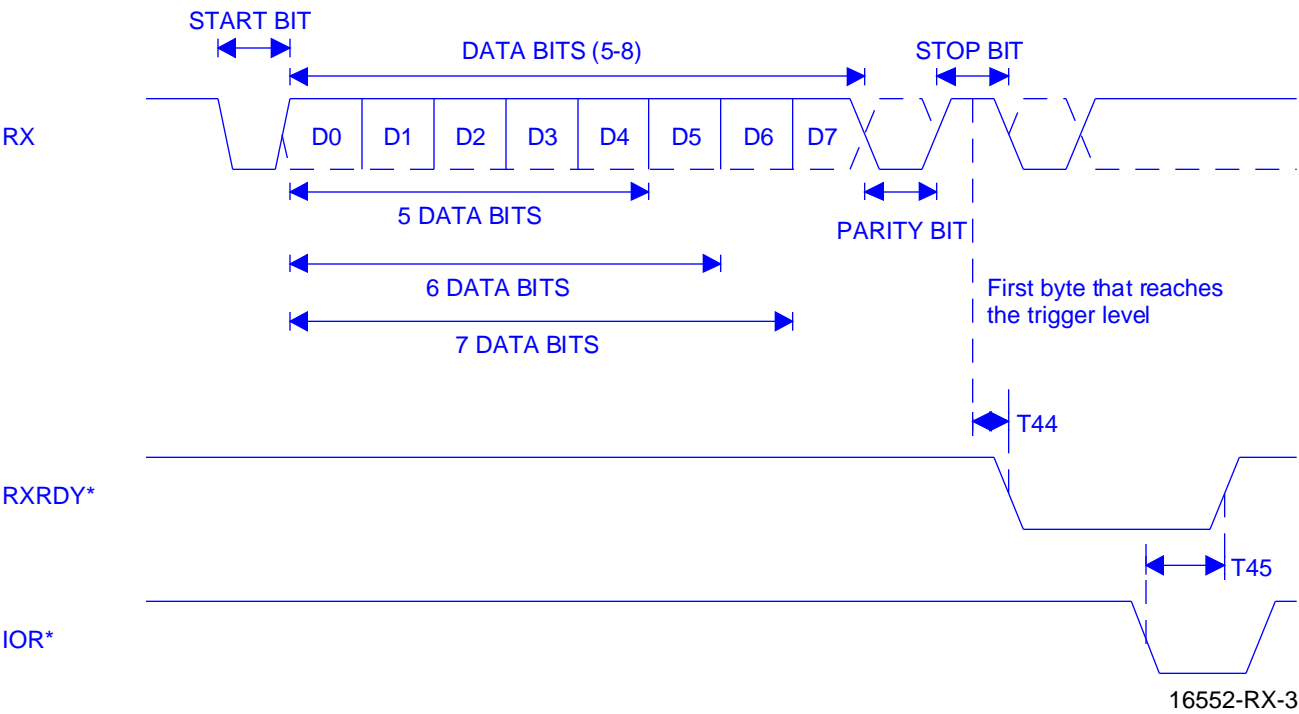 START BIT
DATA BITS (5-8)
STOP BIT
RX
D0 D1 D2 D3 D4 D5 D6 D7
5 DATA BITS
PARITY BIT
6 DATA BITS
First byte that reaches
the trigger level
7 DATA BITS
T44
RXRDY*
T45
IOR*
16552-RX-3